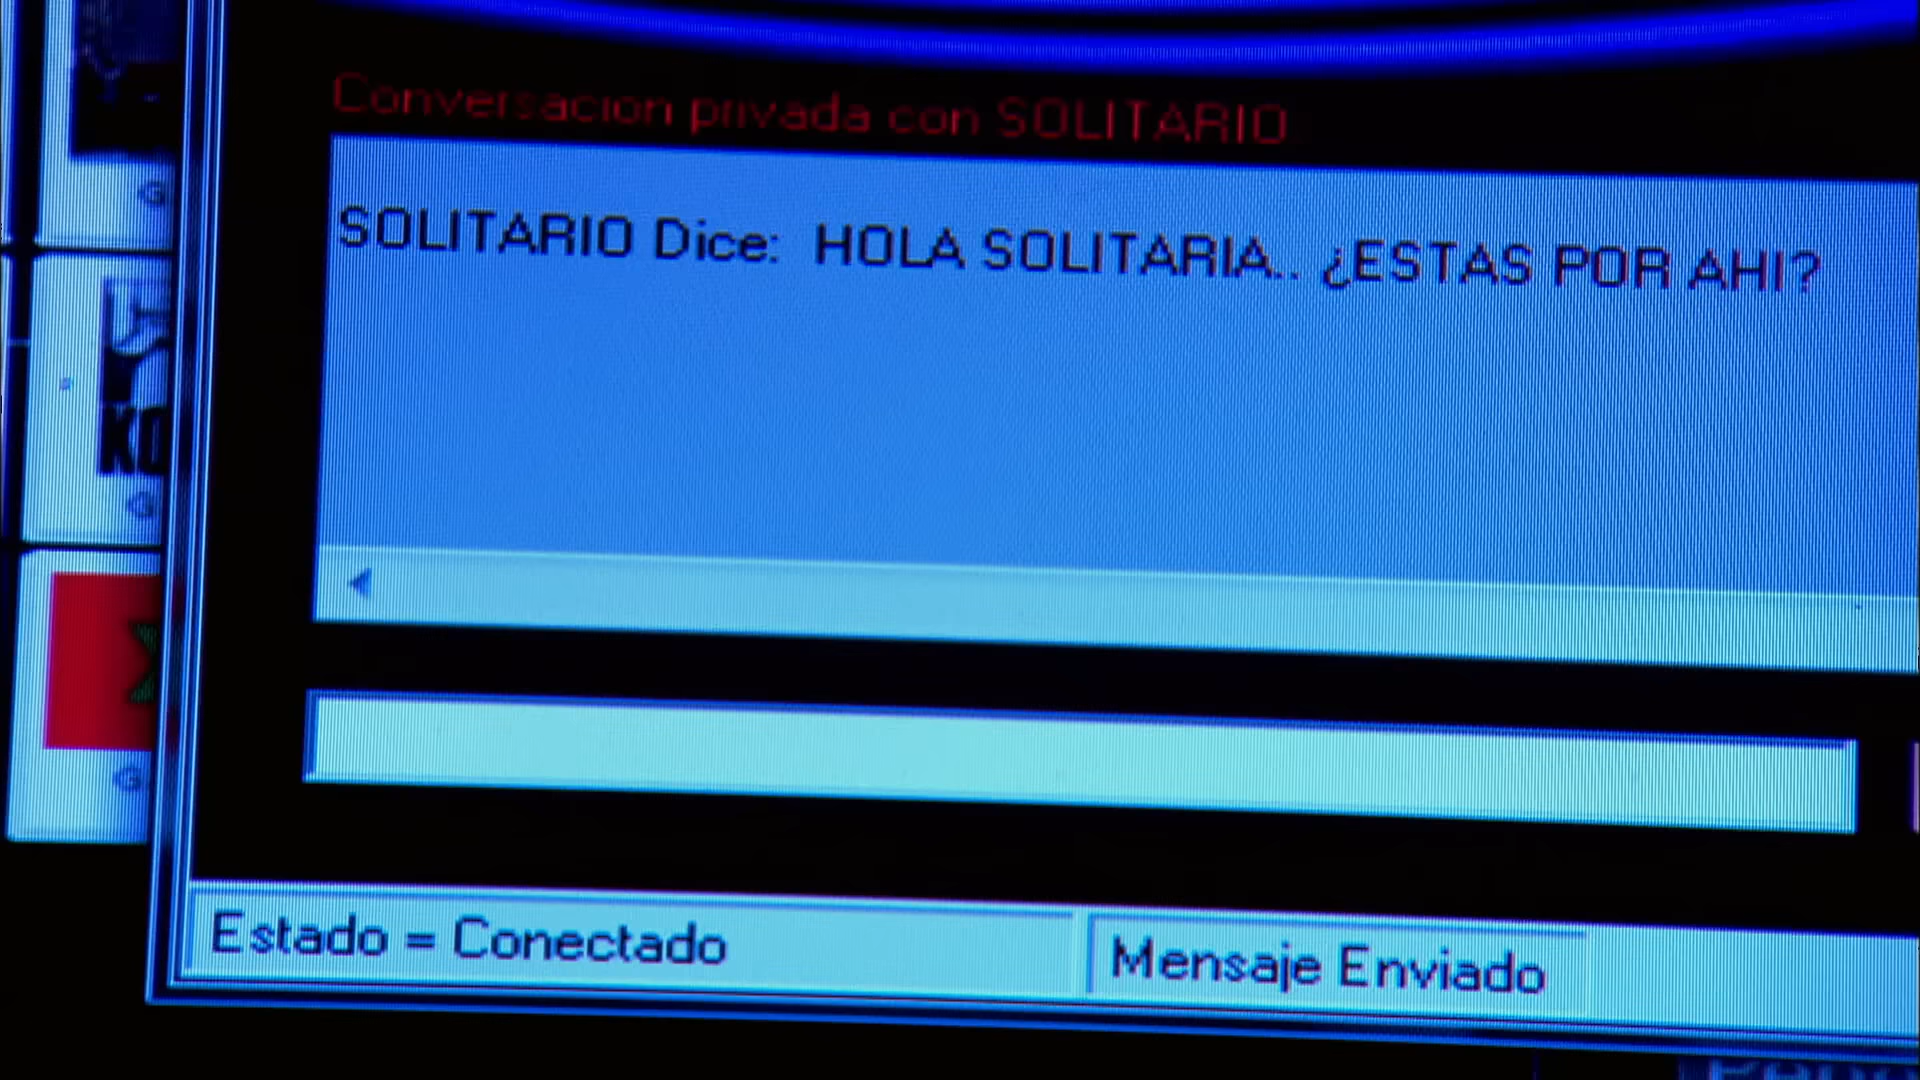 Conversacion privada con SOLITARIO
SOLITARIO Dice: HOLA SOLITARIA.. ¿ESTAS POR AHI?
Estado = Conectado
Mensaje Enviado